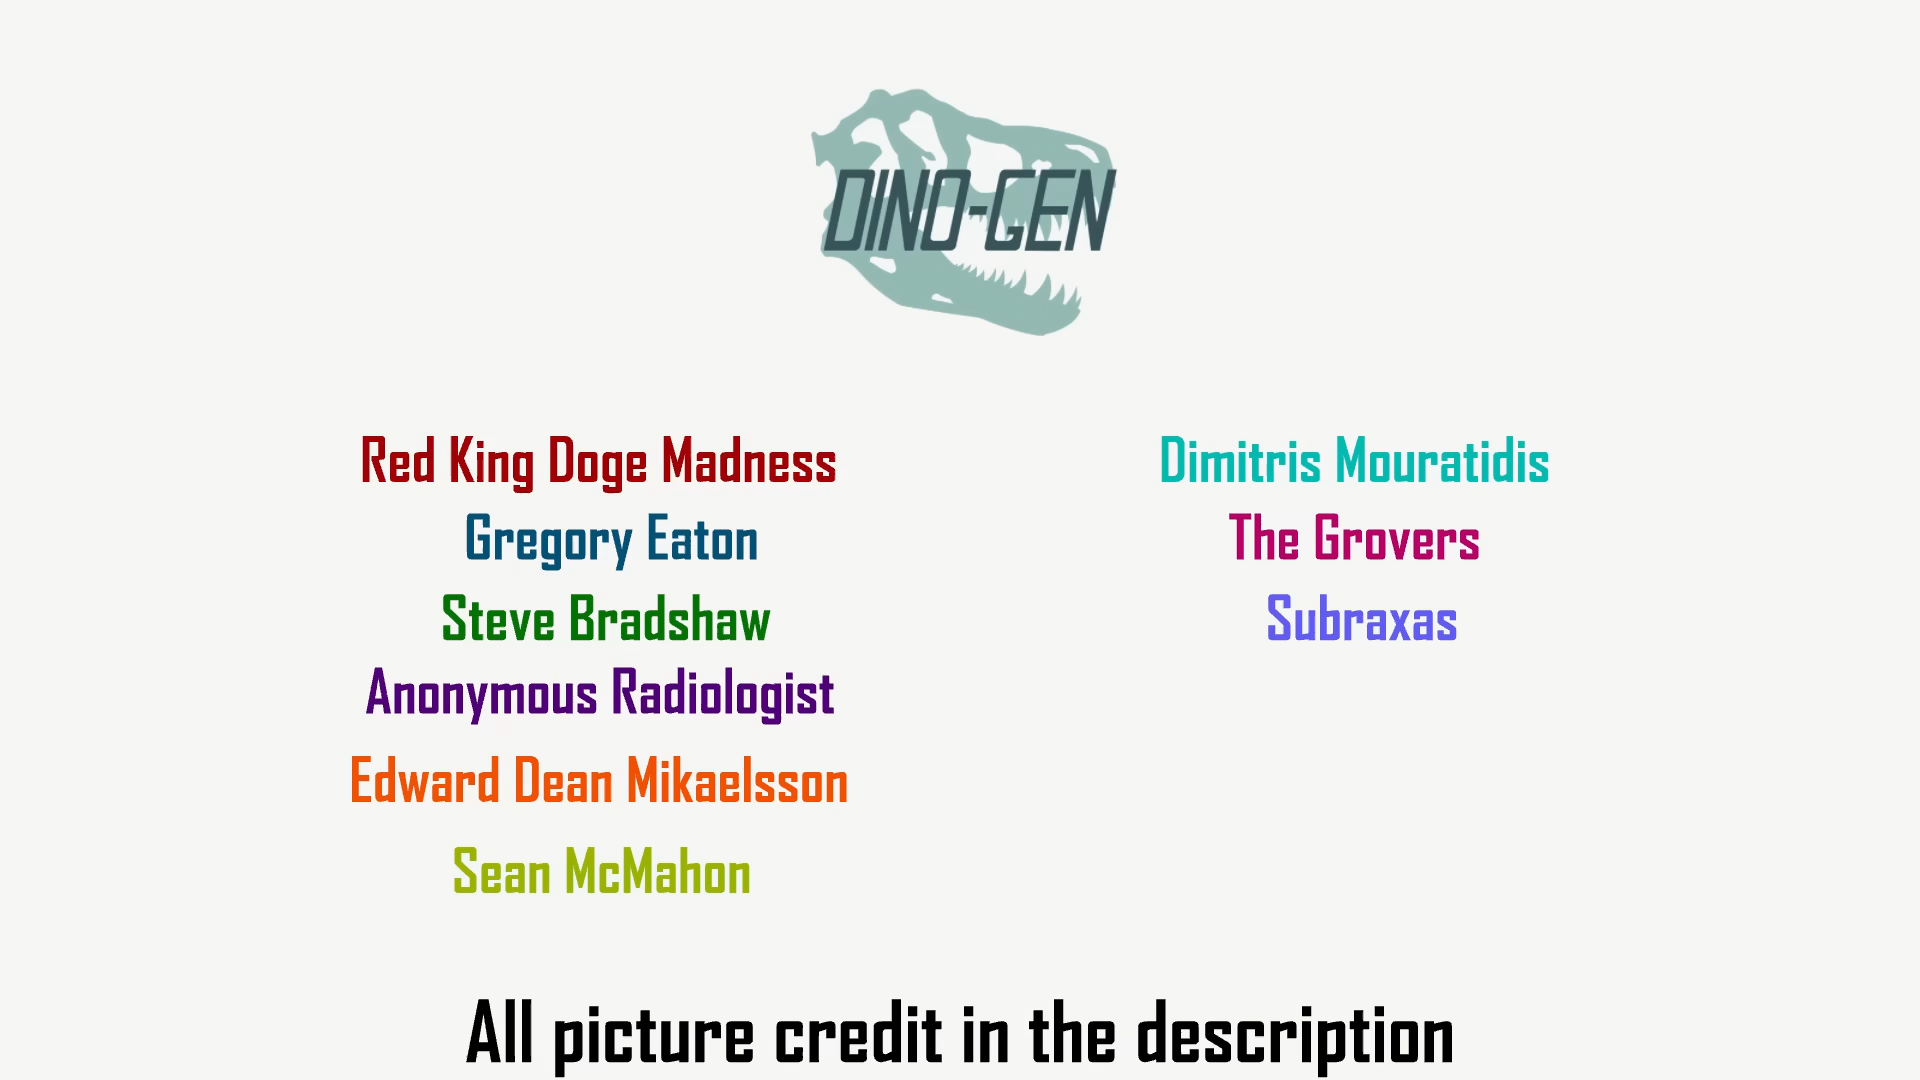 DINO-GEN
Red King Doge Madness
Gregory Eaton
Steve Bradshaw
Anonymous Radiologist
Edward Dean Mikaelsson
Sean McMahon
Dimitris Mouratidis
The Grovers
Subraxas
All picture credit in the description